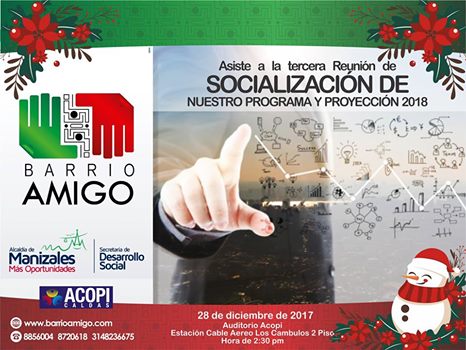 Asiste a la tercera Reunión de
SOCIALIZACIÓN DE
NUESTRO PROGRAMA Y PROYECCIÓN 2018
BARRIO
AMIGO
Alcaldía de
Manizales
Más Oportunidades
Secretaría de
Desarrollo
Social
ACOPI
CALDAS
www.barrioamigo.com
8856004 8720618 3148236675
28 de diciembre de 2017
Auditorio Acopi
Estación Cable Aereo Los Cambulos 2 Piso
Hora de 2:30 pm
Success